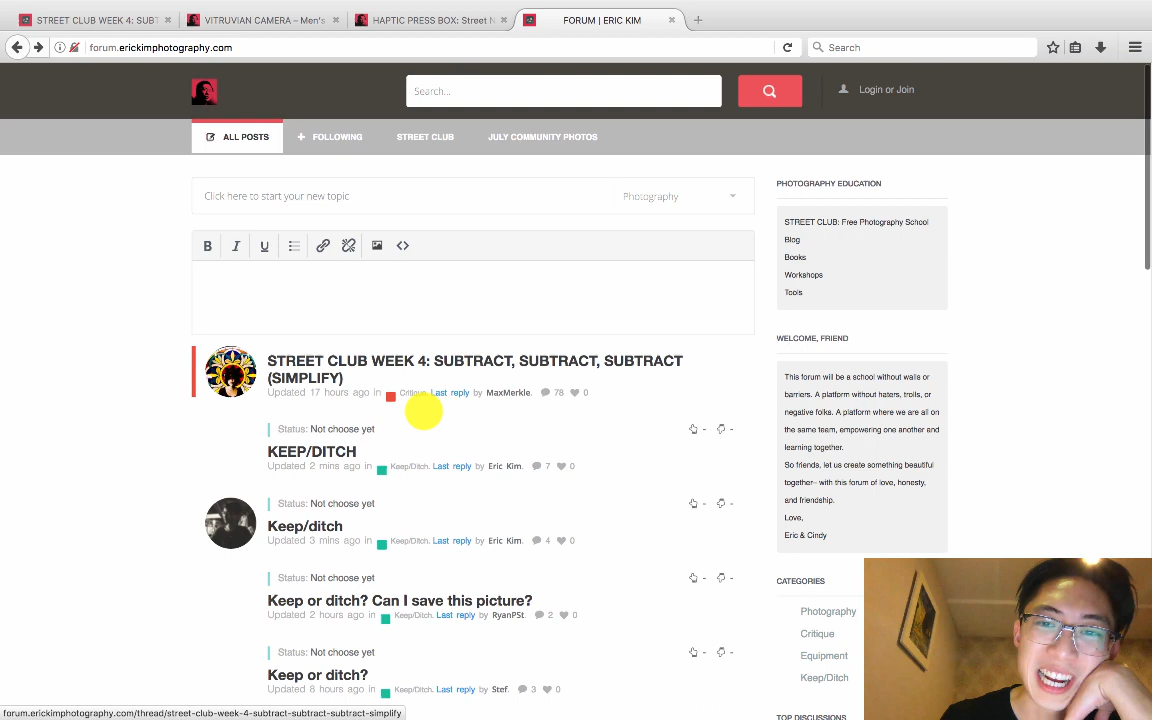 STREET CLUB WEEK 4: SUBT
VITRUVIAN CAMERA – Men's
HAPTIC PRESS BOX: Street N
FORUM | ERIC KIM
forum.erickimphotography.com
Search
Search...
Login or Join
ALL POSTS
FOLLOWING
STREET CLUB
JULY COMMUNITY PHOTOS
Click here to start your new topic
Photography
B I U
STREET CLUB WEEK 4: SUBTRACT, SUBTRACT, SUBTRACT
(SIMPLIFY)
Updated 17 hours ago in Critique. Last reply by MaxMerkle. 78 0
Status: Not choose yet - -
KEEP/DITCH
Updated 2 mins ago in Keep/Ditch. Last reply by Eric Kim. 7 0
Status: Not choose yet - -
Keep/ditch
Updated 3 mins ago in Keep/Ditch. Last reply by Eric Kim. 4 0
Status: Not choose yet - -
Keep or ditch? Can I save this picture?
Updated 2 hours ago in Keep/Ditch. Last reply by RyanPSt. 2 0
Status: Not choose yet - -
Keep or ditch?
Updated 8 hours ago in Keep/Ditch. Last reply by Stef. 3 0
PHOTOGRAPHY EDUCATION
STREET CLUB: Free Photography School
Blog
Books
Workshops
Tools
WELCOME, FRIEND
This forum will be a school without walls or
barriers. A platform without haters, trolls, or
negative folks. A platform where we are all on
the same team, empowering one another and
learning together.
So friends, let us create something beautiful
together– with this forum of love, honesty,
and friendship.
Love,
Eric & Cindy
CATEGORIES
Photography
Critique
Equipment
Keep/Ditch
TOP DISCUSSIONS
forum.erickimphotography.com/thread/street-club-week-4-subtract-subtract-subtract-simplify